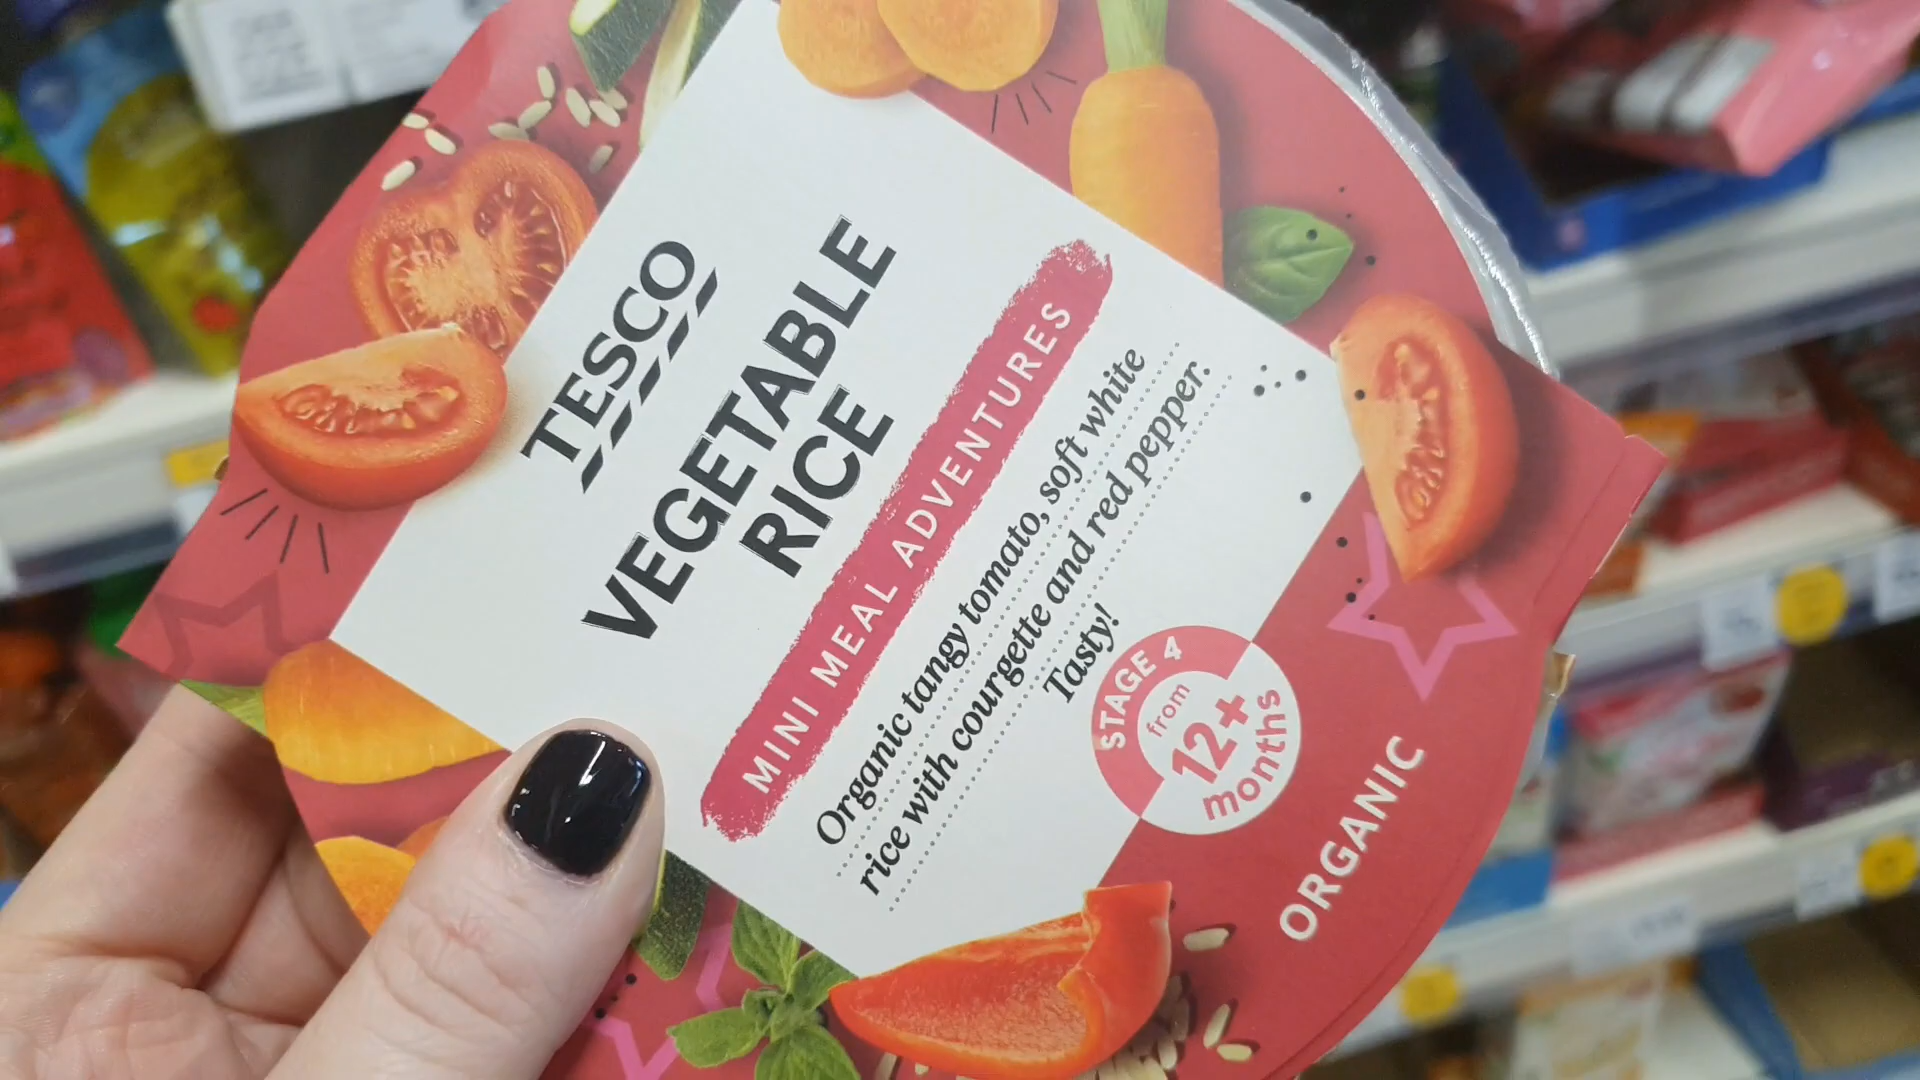 TESCO
VEGETABLE
RICE
MINI MEAL ADVENTURES
Organic tangy tomato, soft white
rice with courgette and red pepper.
Tasty!
STAGE 4
from
12+
months
ORGANIC